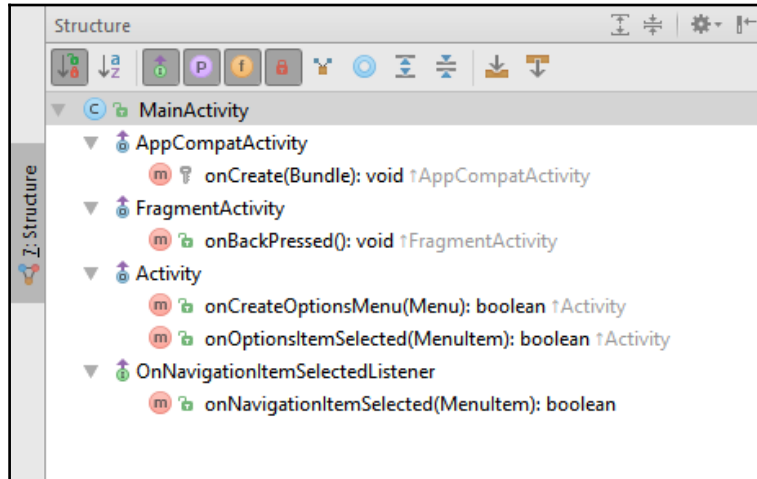 Structure
7: Structure
MainActivity
AppCompatActivity
onCreate(Bundle): void ↑AppCompatActivity
FragmentActivity
onBackPressed(): void ↑FragmentActivity
Activity
onCreateOptionsMenu(Menu): boolean ↑Activity
onOptionsItemSelected(MenuItem): boolean ↑Activity
OnNavigationItemSelectedListener
onNavigationItemSelected(MenuItem): boolean